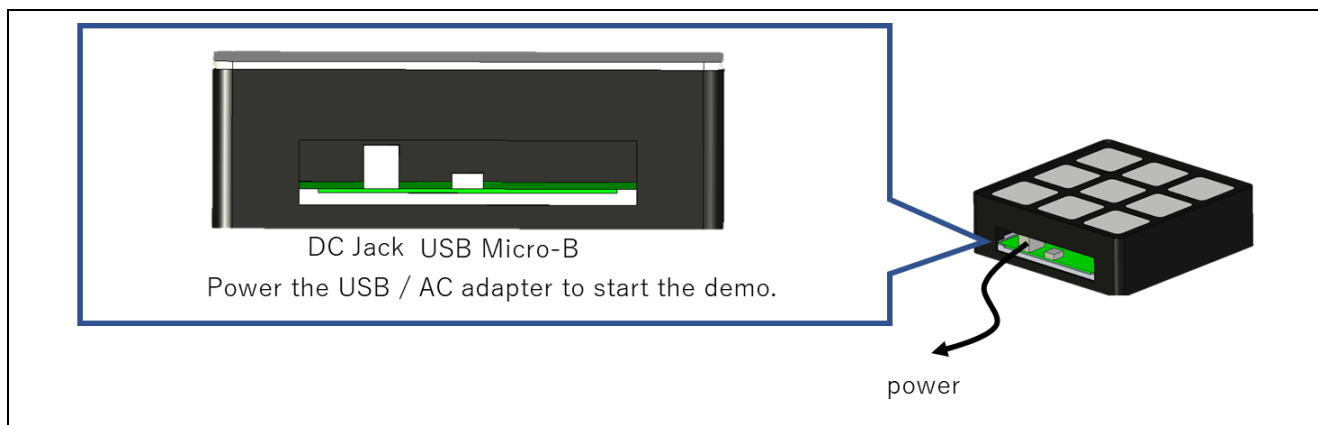 DC Jack USB Micro-B
Power the USB / AC adapter to start the demo.
power